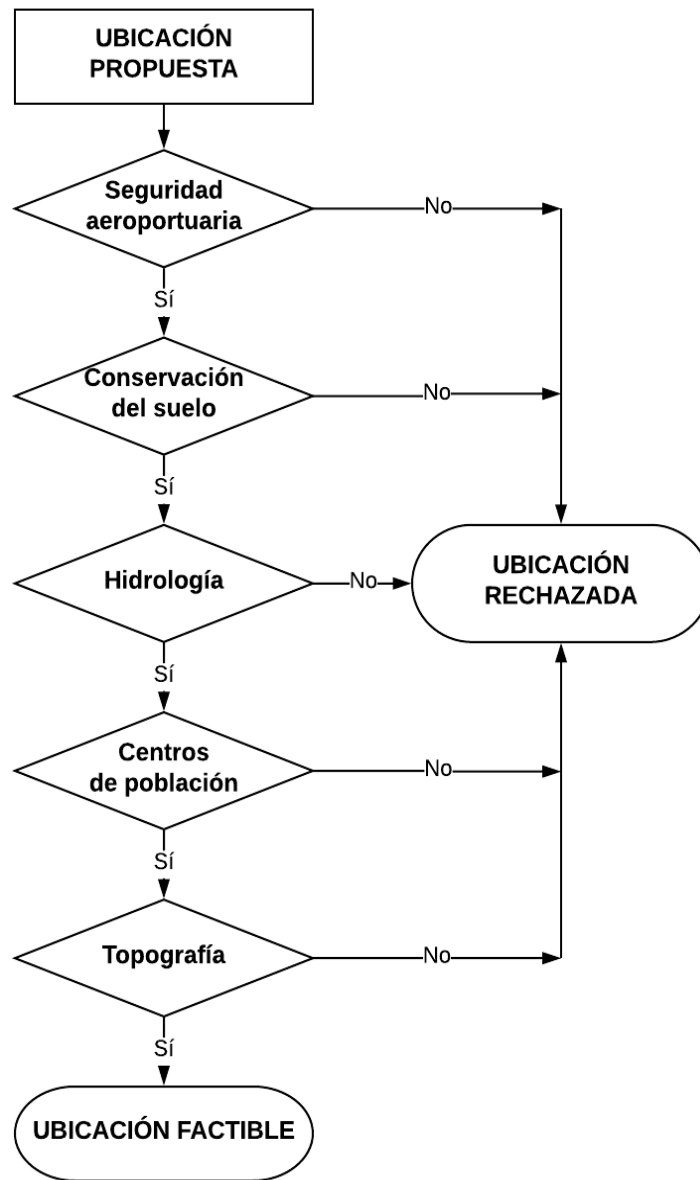 UBICACIÓN
PROPUESTA
Seguridad
aeroportuaria
No
Sí
Conservación
del suelo
No
Sí
Hidrología
No
UBICACIÓN
RECHAZADA
Sí
Centros
de población
No
Sí
Topografía
No
Sí
UBICACIÓN FACTIBLE